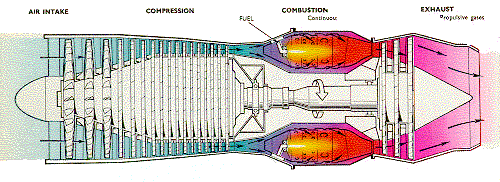 AIR INTAKE
COMPRESSION
COMBUSTION
EXHAUST
FUEL
Continuous
Propulsive gases